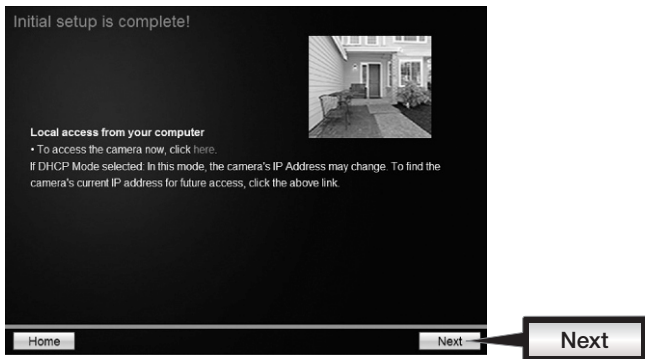 Initial setup is complete!
Local access from your computer
• To access the camera now, click here.
If DHCP Mode selected: In this mode, the camera's IP Address may change. To find the
camera's current IP address for future access, click the above link.
Home
Next
Next